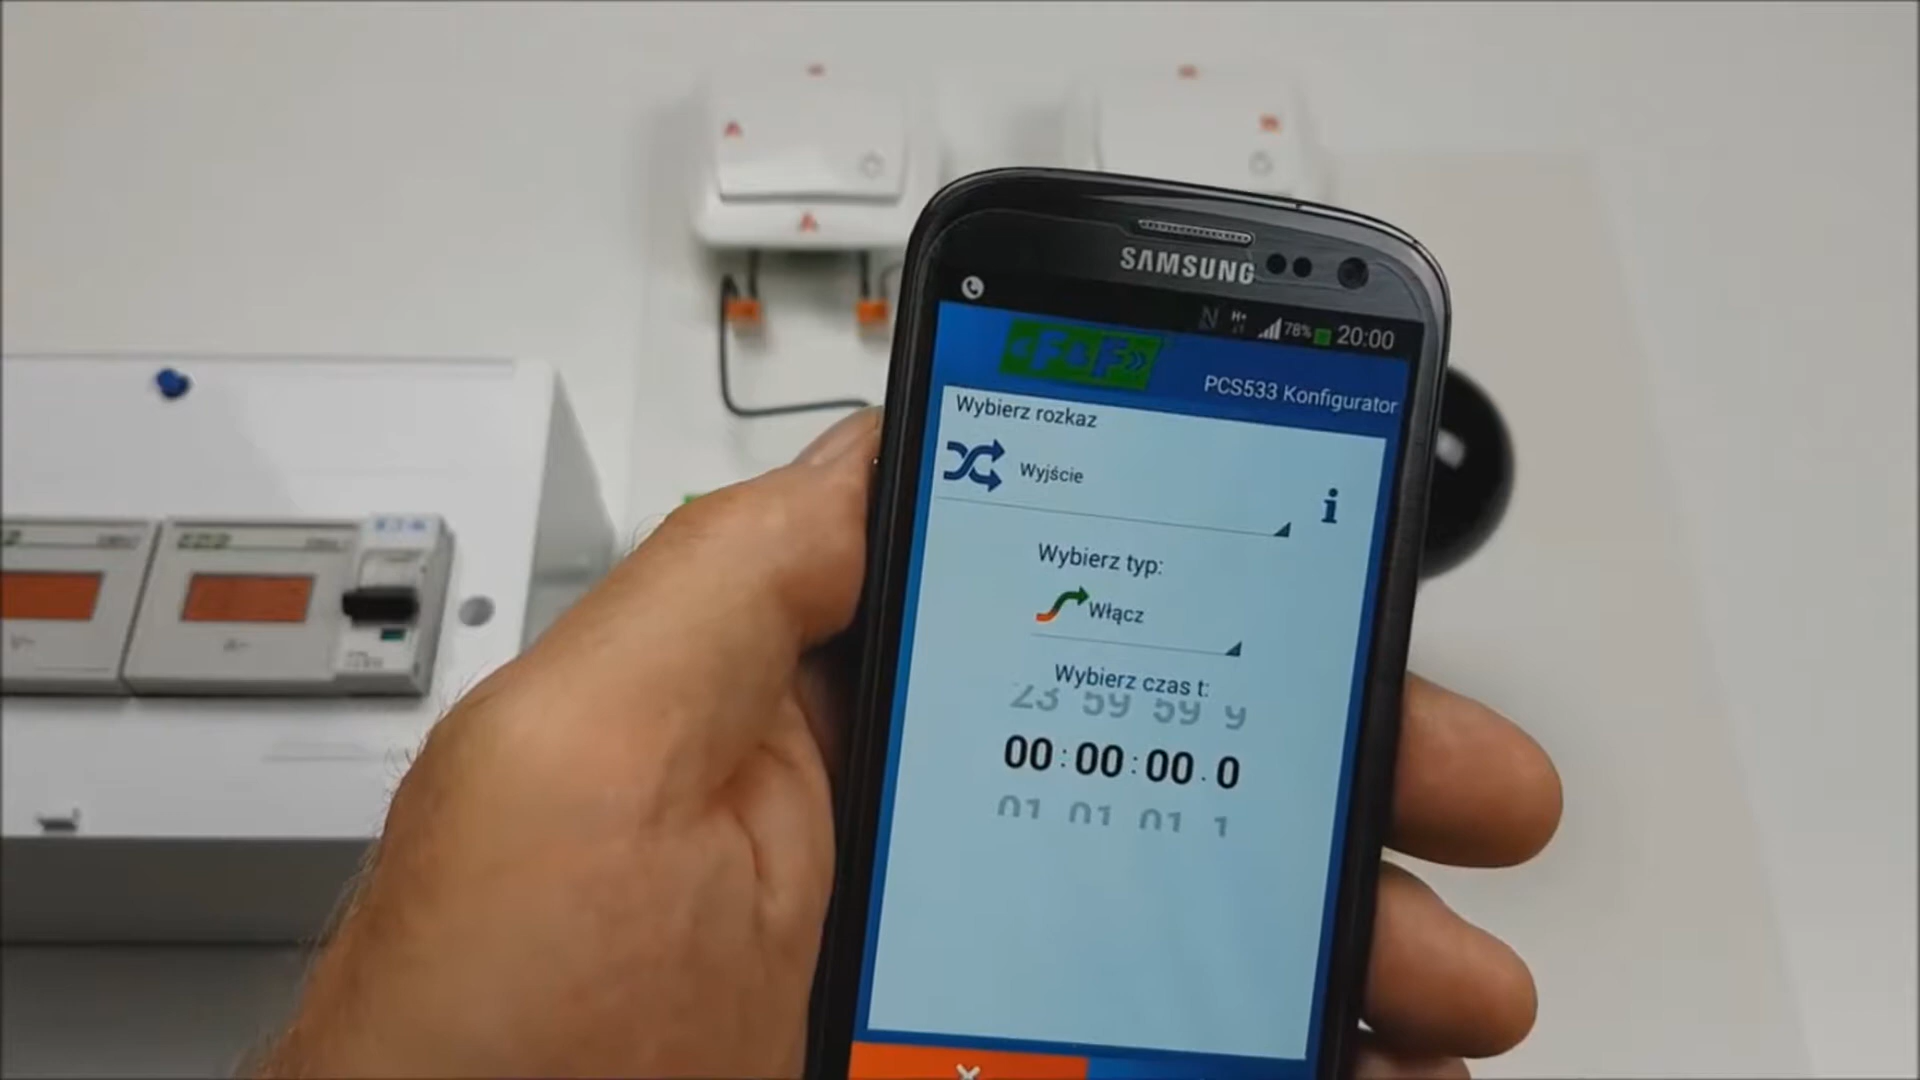 SAMSUNG
H+
78%
20:00
F&F
PCS533 Konfigurator
Wybierz rozkaz
Wyjście
i
Wybierz typ:
Włącz
Wybierz czas t:
23 59 59 9
00:00:00.0
01 01 01 1